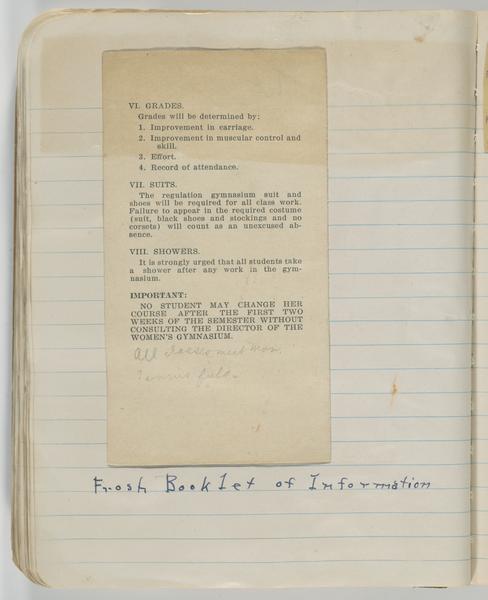 VI. GRADES.
Grades will be determined by:
1. Improvement in carriage.
2. Improvement in muscular control and
skill.
3. Effort.
4. Record of attendance.
VII. SUITS.
The regulation gymnasium suit and
shoes will be required for all class work.
Failure to appear in the required costume
(suit, black shoes and stockings and no
corsets) will count as an unexcused ab-
sence.
VIII. SHOWERS.
It is strongly urged that all students take
a shower after any work in the gym-
nasium.
IMPORTANT:
NO STUDENT MAY CHANGE HER
COURSE AFTER THE FIRST TWO
WEEKS OF THE SEMESTER WITHOUT
CONSULTING THE DIRECTOR OF THE
WOMEN'S GYMNASIUM.
All meet
field.
Frosh Booklet of Information